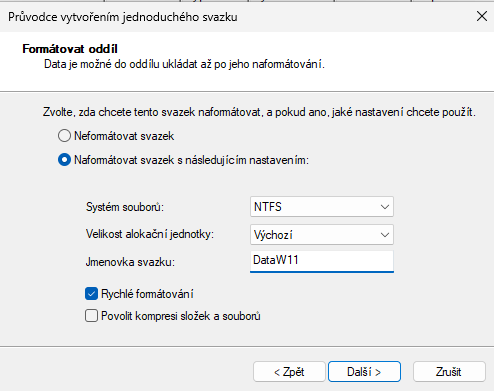 Průvodce vytvořením jednoduchého svazku
Formátovat oddíl
Data je možné do oddílu ukládat až po jeho naformátování.
Zvolte, zda chcete tento svazek naformátovat, a pokud ano, jaké nastavení chcete použít.
Neformátovat svazek
Naformátovat svazek s následujícím nastavením:
Systém souborů: NTFS
Velikost alokační jednotky: Výchozí
Jmenovka svazku: DataW11
Rychlé formátování
Povolit kompresi složek a souborů
< Zpět Další > Zrušit